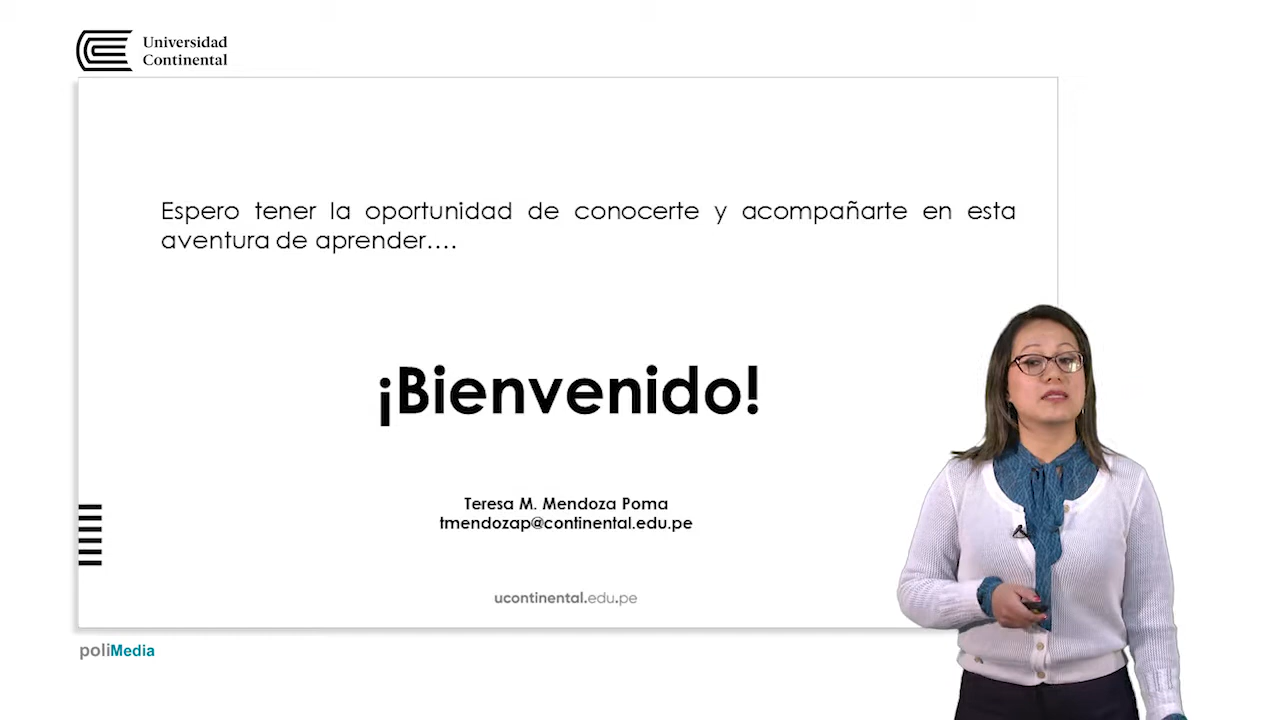 Universidad
Continental
Espero tener la oportunidad de conocerte y acompañarte en esta
aventura de aprender....
¡Bienvenido!
Teresa M. Mendoza Poma
tmendozap@continental.edu.pe
ucontinental.edu.pe
poliMedia